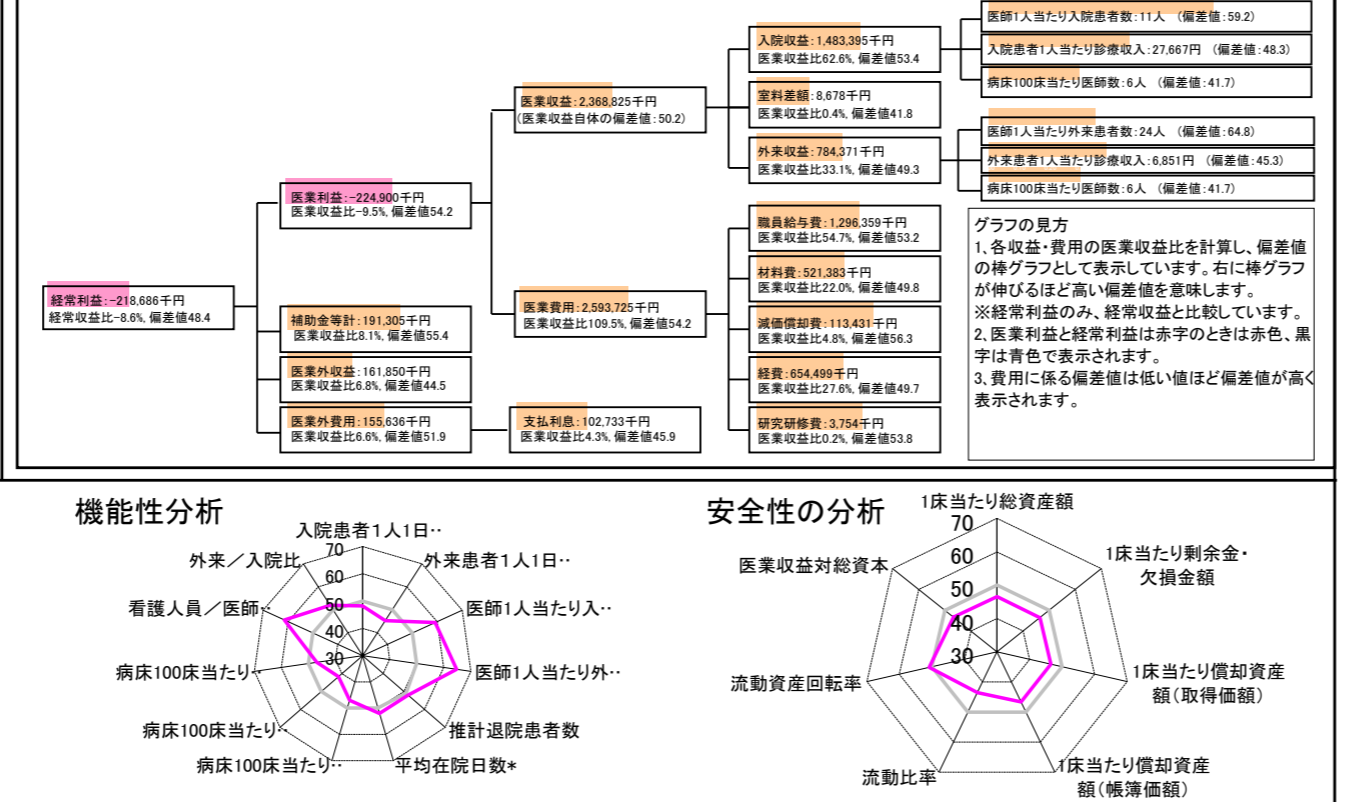 医師1人当たり入院患者数：11人 （偏差値：59.2）
入院収益：1,483,395千円
医業収益比62.6%, 偏差値53.4
入院患者1人当たり診療収入：27,667円 （偏差値：48.3）
病床100床当たり医師数：6人 （偏差値：41.7）
医業収益：2,368,825千円
（医業収益自体の偏差値：50.2）
室料差額：8,678千円
医業収益比0.4%, 偏差値41.8
医師1人当たり外来患者数：24人 （偏差値：64.8）
外来収益：784,371千円
医業収益比33.1%, 偏差値49.3
外来患者1人当たり診療収入：6,851円 （偏差値：45.3）
病床100床当たり医師数：6人 （偏差値：41.7）
医業利益：-224,900千円
医業収益比-9.5%, 偏差値54.2
職員給与費：1,296,359千円
医業収益比54.7%, 偏差値53.2
材料費：521,383千円
医業収益比22.0%, 偏差値49.8
経常利益：-218,686千円
経常収益比-8.6%, 偏差値48.4
医業費用：2,593,725千円
医業収益比109.5%, 偏差値54.2
補助金等計：191,305千円
医業収益比8.1%, 偏差値55.4
減価償却費：113,431千円
医業収益比4.8%, 偏差値56.3
医業外収益：161,850千円
医業収益比6.8%, 偏差値44.5
経費：654,499千円
医業収益比27.6%, 偏差値49.7
医業外費用：155,636千円
医業収益比6.6%, 偏差値51.9
支払利息：102,733千円
医業収益比4.3%, 偏差値45.9
研究研修費：3,754千円
医業収益比0.2%, 偏差値53.8
グラフの見方
1、各収益・費用の医業収益比を計算し、偏差値
の棒グラフとして表示しています。右に棒グラフ
が伸びるほど高い偏差値を意味します。
※経常利益のみ、経常収益と比較しています。
2、医業利益と経常利益は赤字のときは赤色、黒
字は青色で表示されます。
3、費用に係る偏差値は低い値ほど偏差値が高く
表示されます。
機能性分析
入院患者１人1日‥
外来患者１人1日‥
医師1人当たり入‥
医師1人当たり外‥
推計退院患者数
平均在院日数*
病床100床当たり‥
病床100床当たり‥
病床100床当たり‥
看護人員／医師‥
外来／入院比
70
60
50
40
30
安全性の分析
1床当たり総資産額
1床当たり剰余金・
欠損金額
1床当たり償却資産
額（取得価額）
1床当たり償却資産
額（帳簿価額）
流動比率
流動資産回転率
医業収益対総資本
70
60
50
40
30